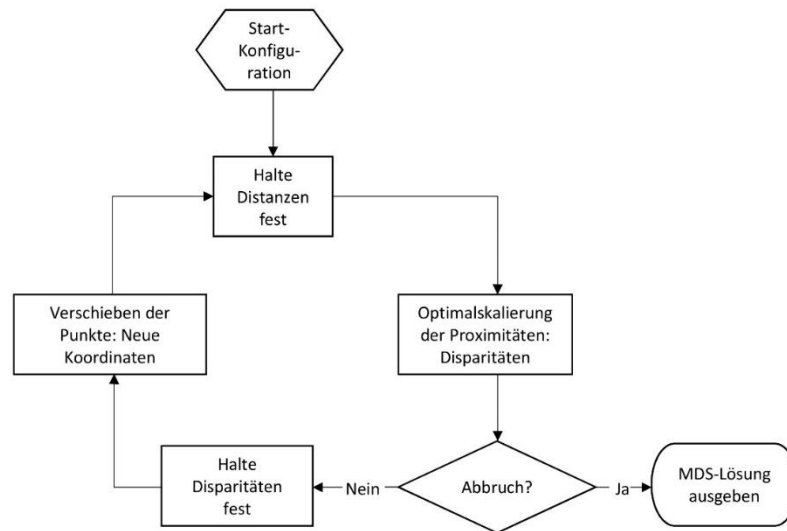 Start-
Konfigu-
ration
Halte
Distanzen
fest
Verschieben der
Punkte: Neue
Koordinaten
Optimalskalierung
der Proximitäten:
Disparitäten
Halte
Disparitäten
fest
Nein
Abbruch?
Ja
MDS-Lösung
ausgeben